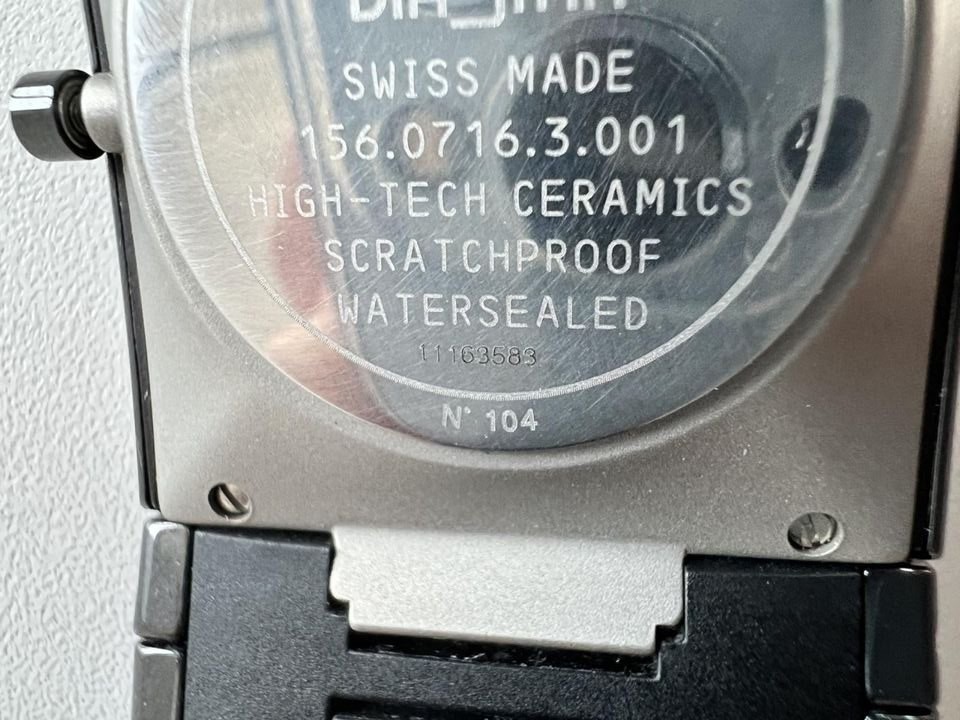 SWISS MADE
156.0716.3.001
HIGH-TECH CERAMICS
SCRATCHPROOF
WATERSEALED
11163583
N° 104